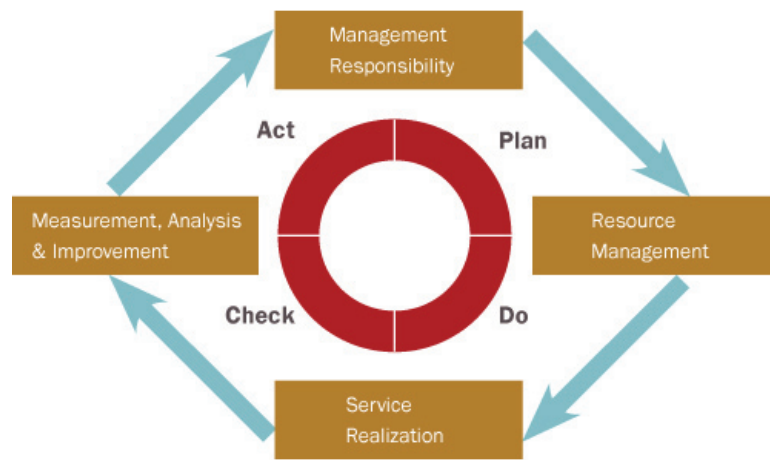 Management
Responsibility
Act
Plan
Measurement, Analysis
& Improvement
Resource
Management
Check
Do
Service
Realization